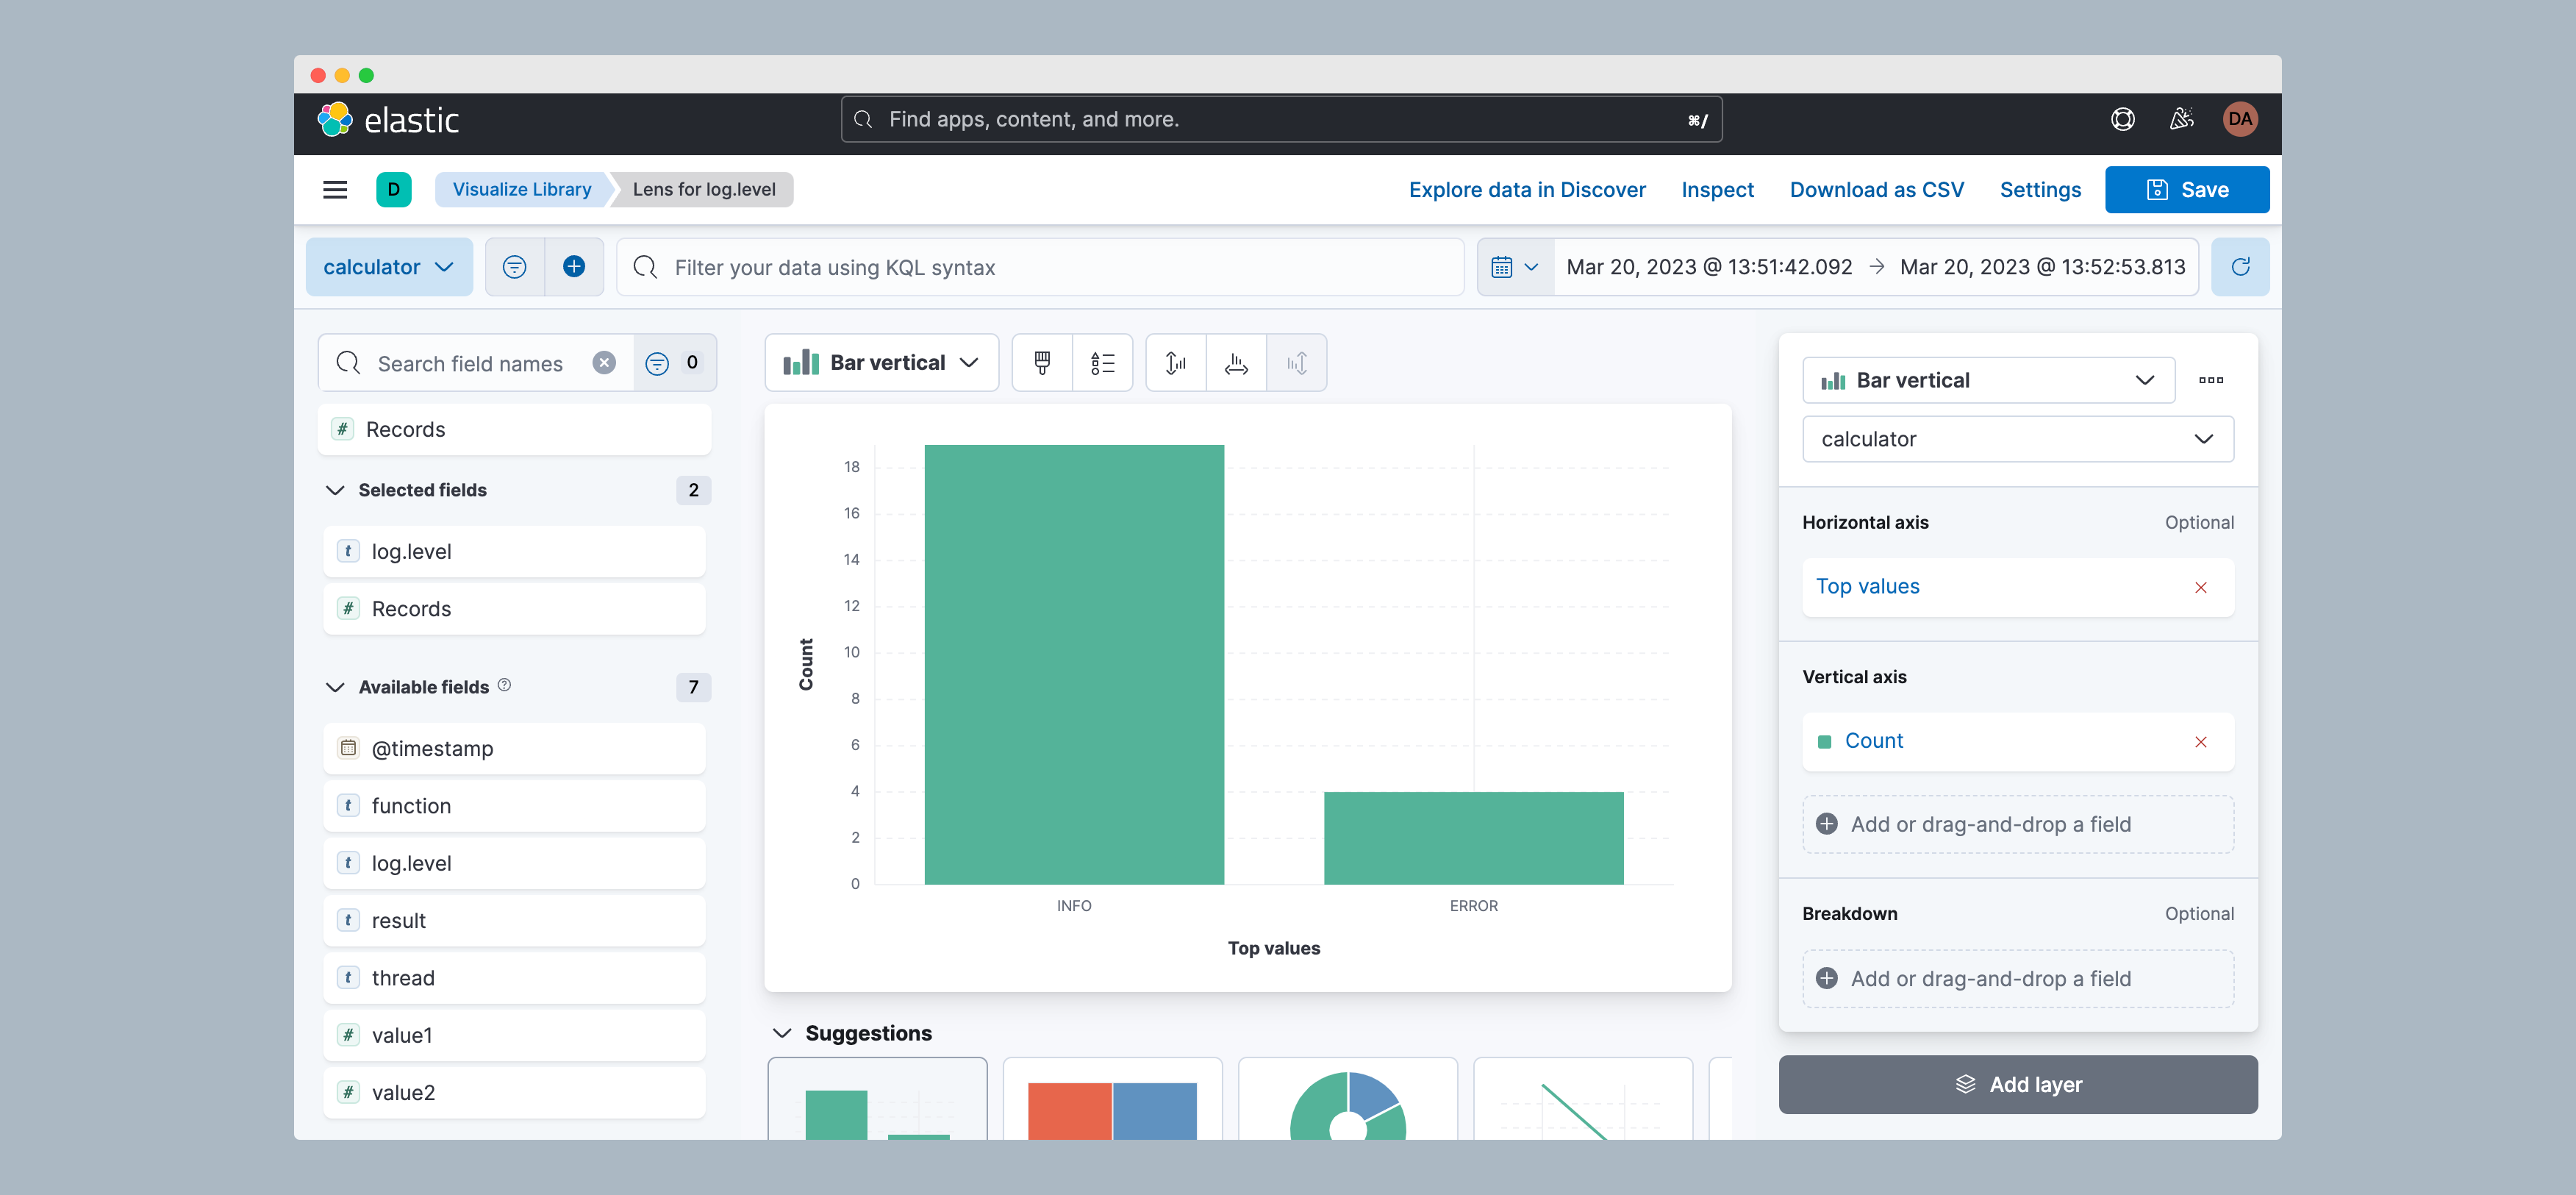 elastic
Find apps, content, and more.
⌘/
DA
D
Visualize Library
Lens for log.level
Explore data in Discover
Inspect
Download as CSV
Settings
Save
calculator
Filter your data using KQL syntax
Mar 20, 2023 @ 13:51:42.092 → Mar 20, 2023 @ 13:52:53.813
Search field names
0
# Records
Selected fields
2
t log.level
# Records
Available fields
7
@timestamp
t function
t log.level
t result
t thread
# value1
# value2
Bar vertical
Count
18
16
14
12
10
8
6
4
2
0
INFO
ERROR
Top values
Suggestions
Bar vertical
calculator
Horizontal axis
Optional
Top values
Vertical axis
Count
Add or drag-and-drop a field
Breakdown
Optional
Add or drag-and-drop a field
Add layer